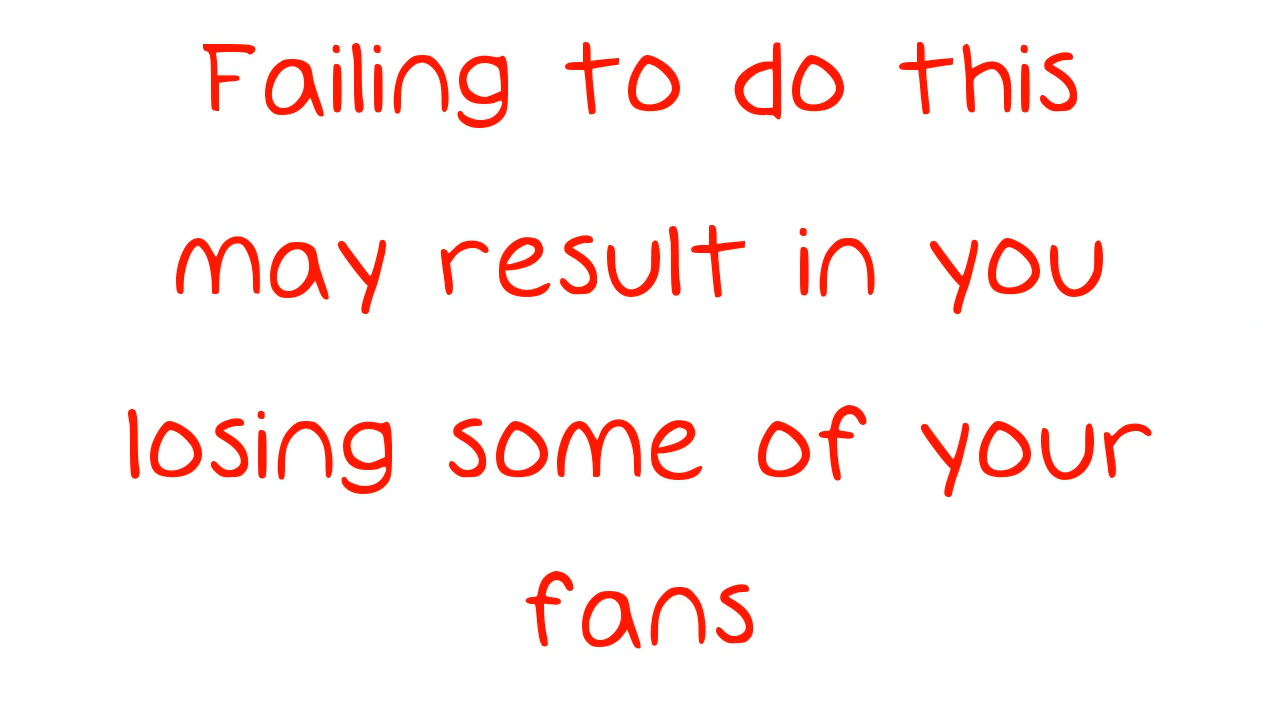 Failing to do this
may result in you
losing some of your
fans